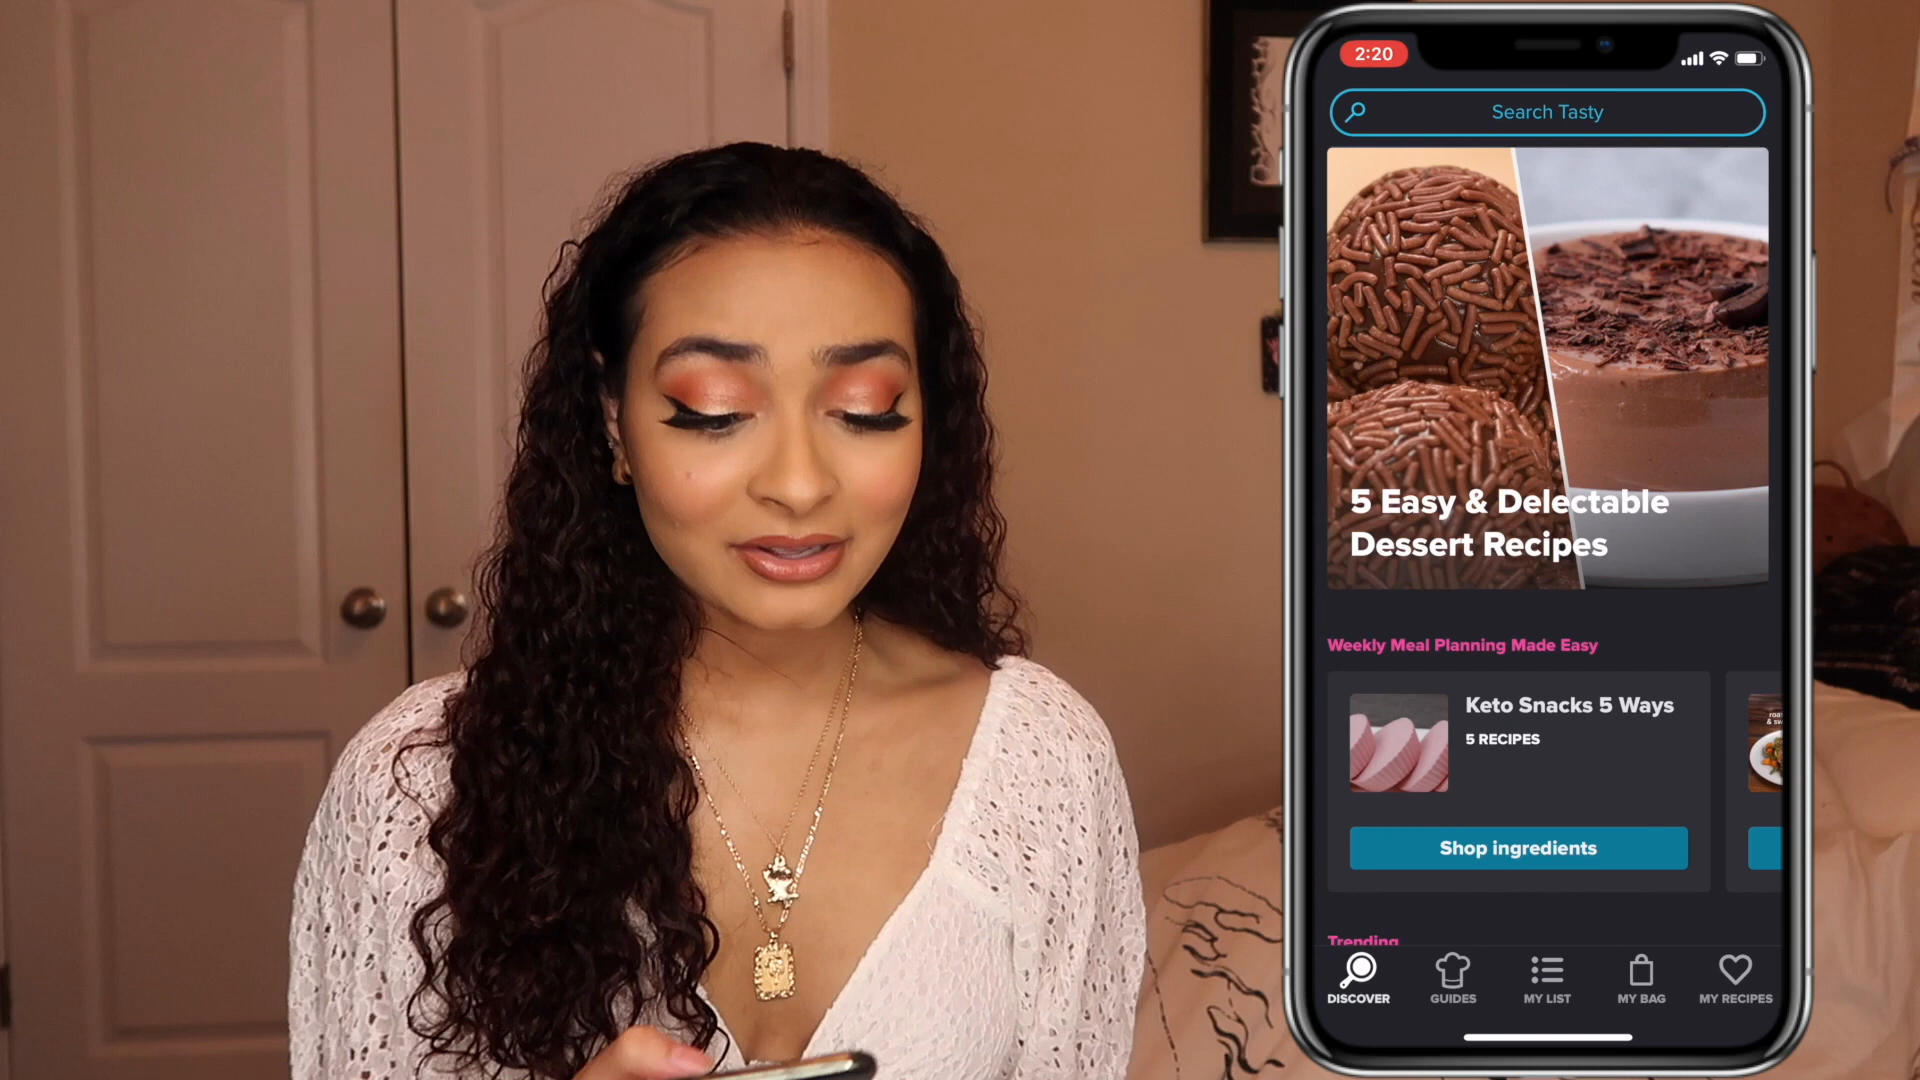 2:20
Search Tasty
5 Easy & Delectable
Dessert Recipes
Weekly Meal Planning Made Easy
Keto Snacks 5 Ways
5 RECIPES
Shop ingredients
Trending
DISCOVER
GUIDES
MY LIST
MY BAG
MY RECIPES